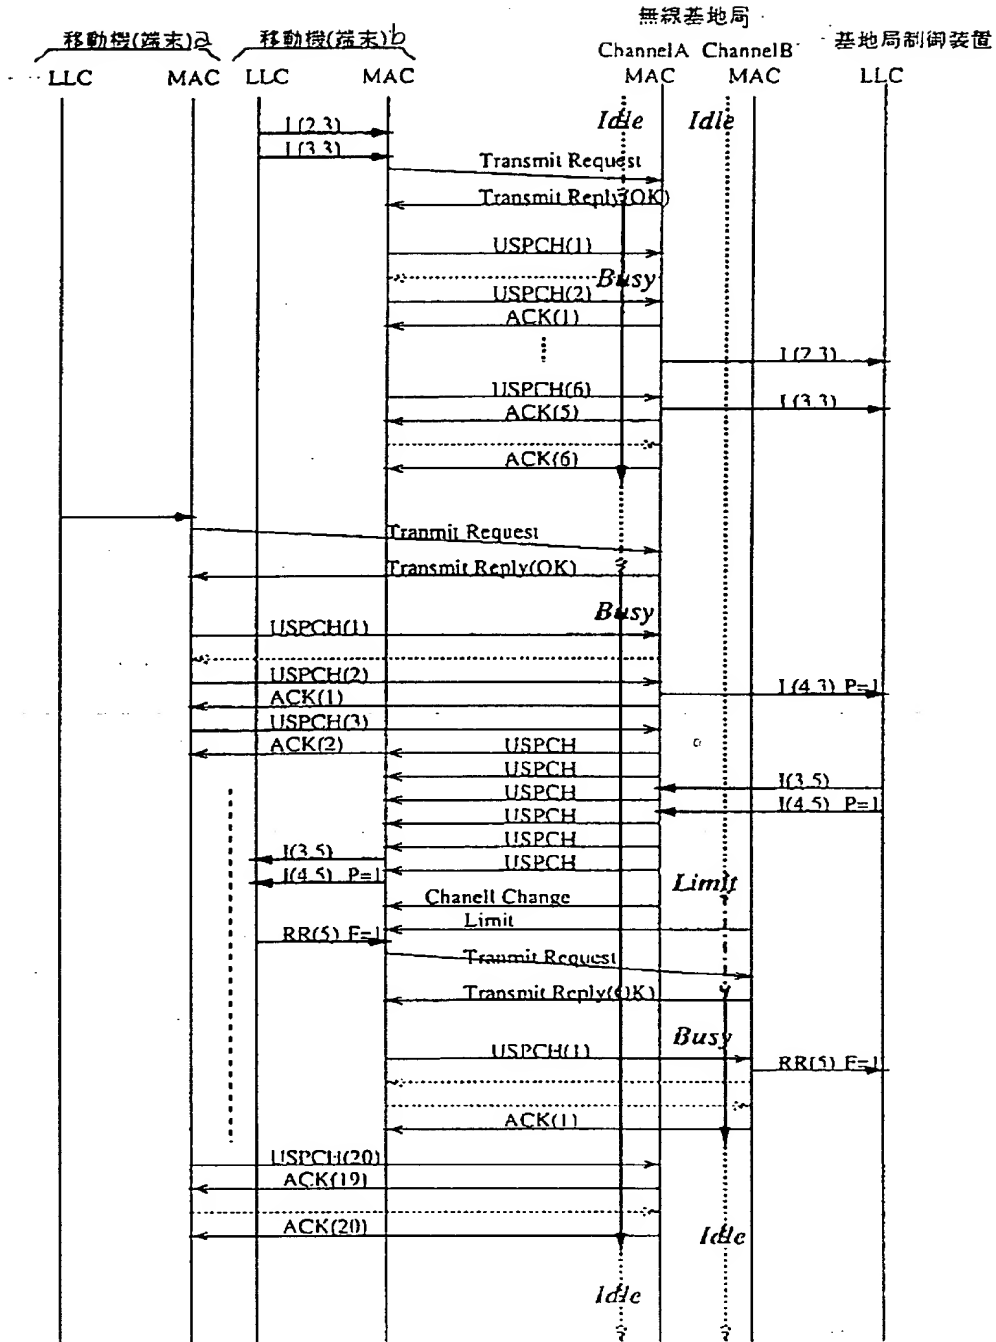 無線基地局
移動機(端末)a 移動機(端末)b ChannelA ChannelB 基地局制御装置
LLC MAC LLC MAC MAC MAC LLC
Idle Idle
I(2,3)
I(3,3)
Transmit Request
Transmit Reply(OK)
USPCH(1)
Busy
USPCH(2)
ACK(1)
I(2,3)
USPCH(6)
I(3,3)
ACK(5)
ACK(6)
Tranmit Request
Transmit Reply(OK)
Busy
USPCH(1)
USPCH(2)
I(4,3) P=1
ACK(1)
USPCH(3)
ACK(2) USPCH
USPCH
I(3,5)
USPCH
I(4,5) P=1
USPCH
USPCH
I(3,5) USPCH
I(4,5) P=1 Limit
Chanell Change
Limit
RR(5) F=1
Tranmit Request
Transmit Reply(OK)
Busy
USPCH(1)
RR(5) F=1
ACK(1)
USPCH(20)
ACK(19)
ACK(20)
Idle
Idle